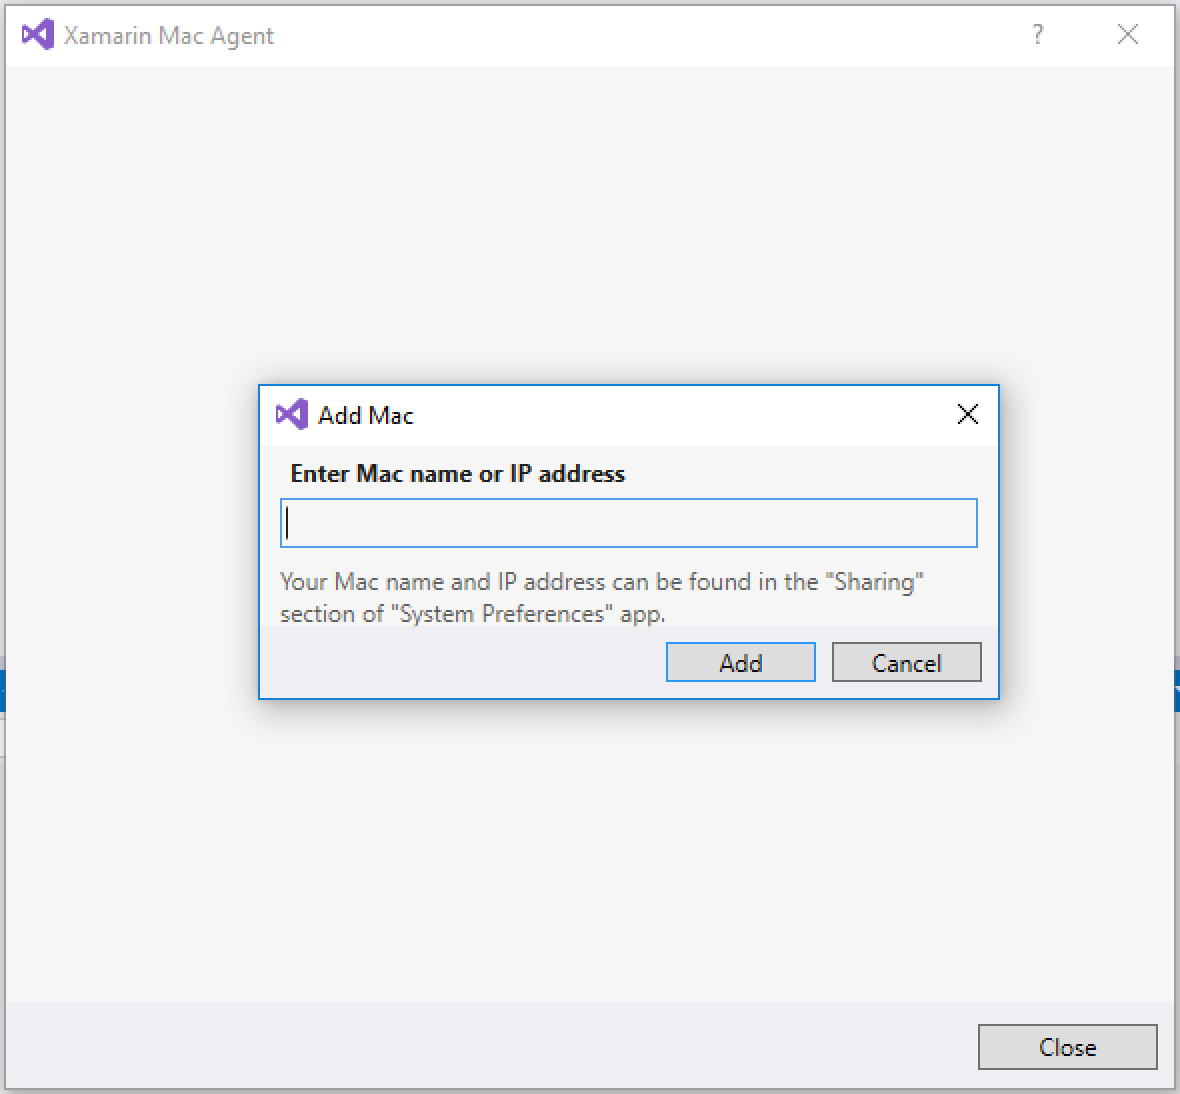 Xamarin Mac Agent
?
Add Mac
Enter Mac name or IP address
Your Mac name and IP address can be found in the "Sharing"
section of "System Preferences" app.
Add Cancel
Close